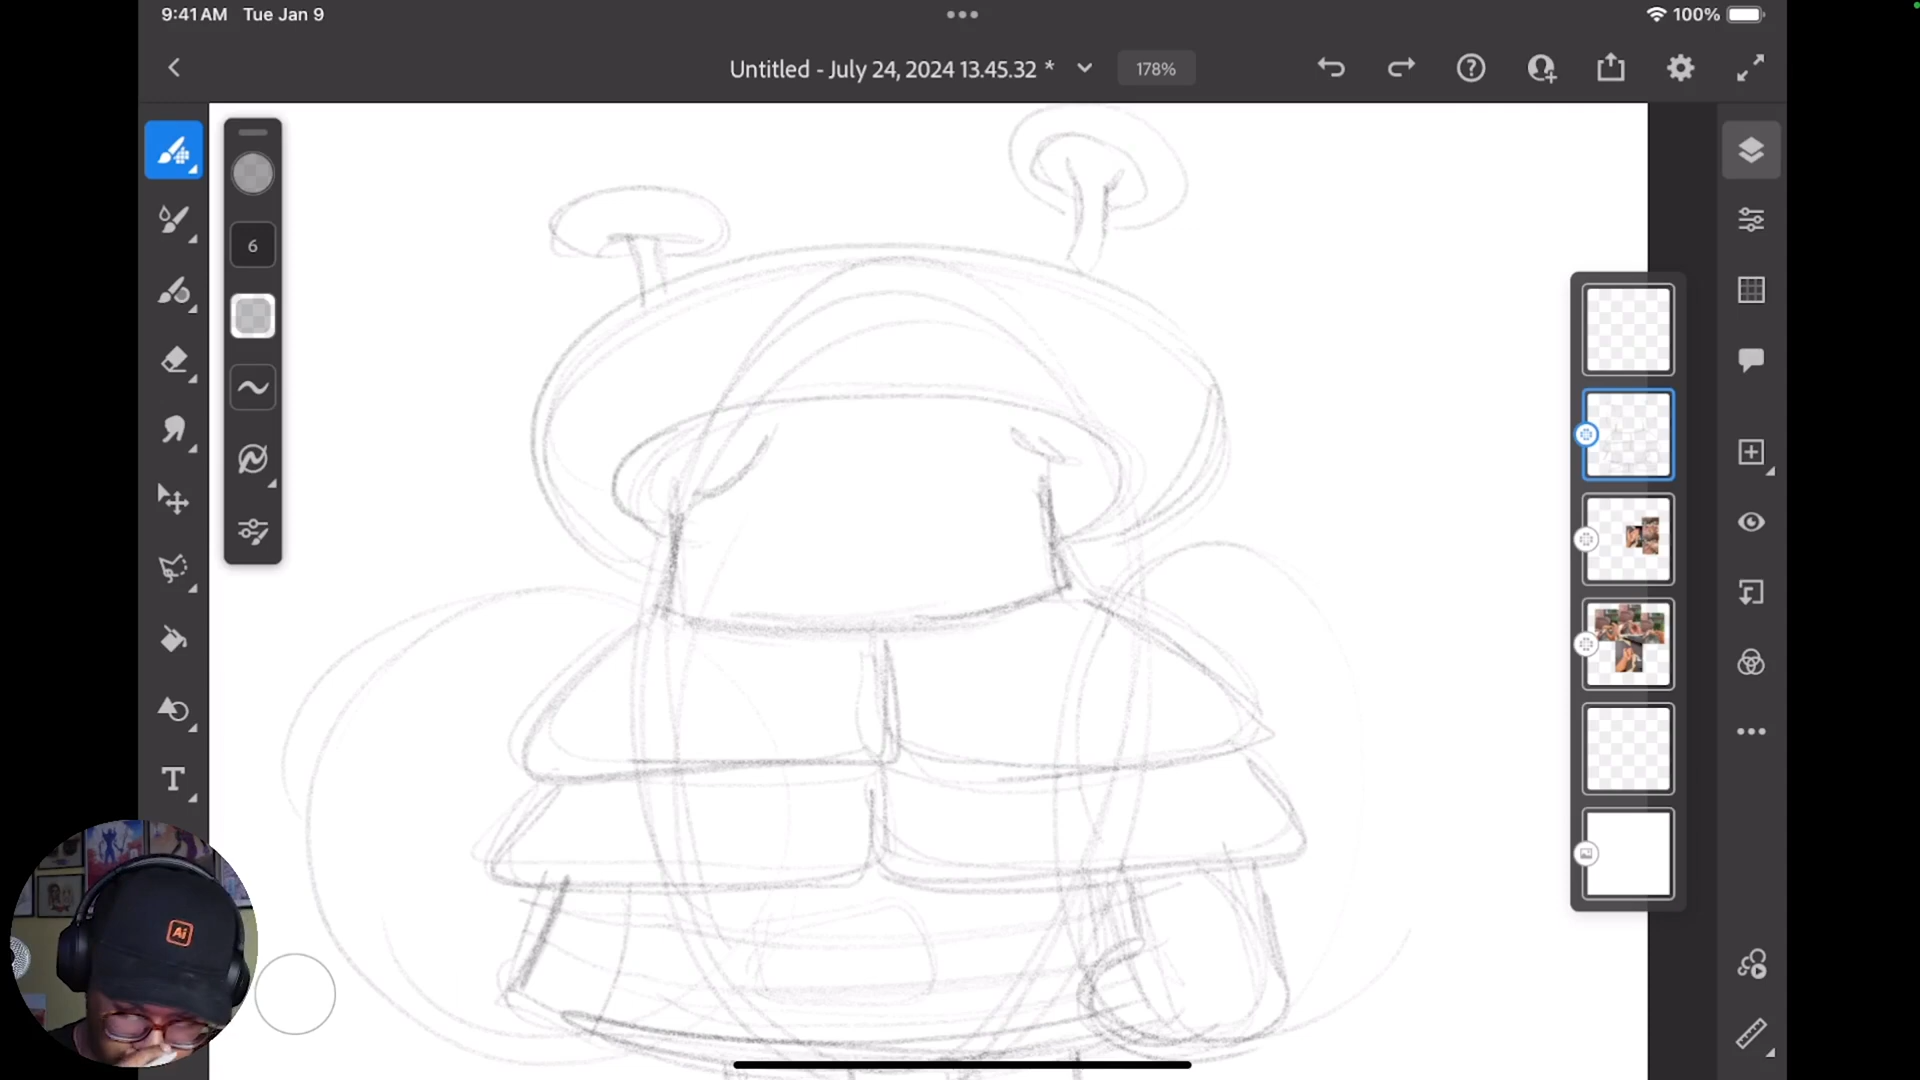 9:41 AM Tue Jan 9
100%
Untitled - July 24, 2024 13.45.32 *
178%
6
T
Ai